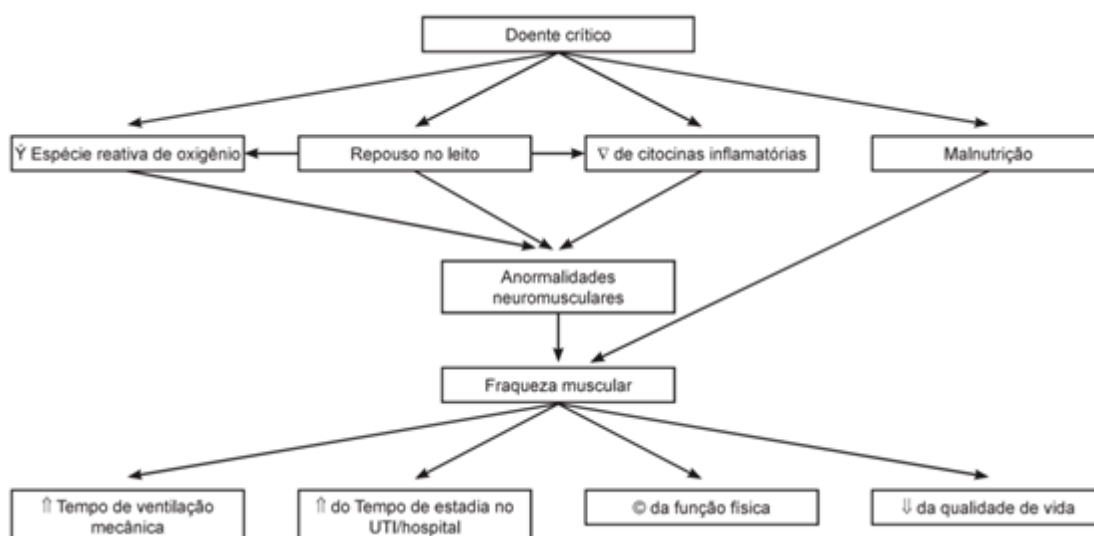 Doente crítico
Ẏ Espécie reativa de oxigênio
Repouso no leito
∇ de citocinas inflamatórias
Malnutrição
Anormalidades
neuromusculares
Fraqueza muscular
⇑ Tempo de ventilação
mecânica
⇑ do Tempo de estadia no
UTI/hospital
© da função física
⇓ da qualidade de vida